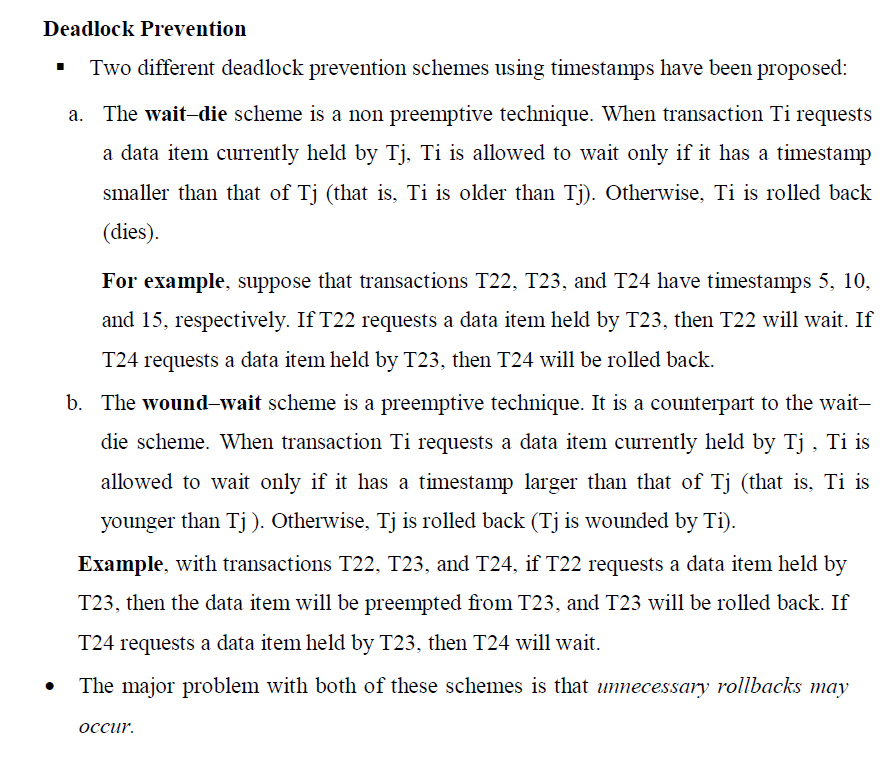 Deadlock Prevention
▪ Two different deadlock prevention schemes using timestamps have been proposed:
a. The wait–die scheme is a non preemptive technique. When transaction Ti requests
a data item currently held by Tj, Ti is allowed to wait only if it has a timestamp
smaller than that of Tj (that is, Ti is older than Tj). Otherwise, Ti is rolled back
(dies).
For example, suppose that transactions T22, T23, and T24 have timestamps 5, 10,
and 15, respectively. If T22 requests a data item held by T23, then T22 will wait. If
T24 requests a data item held by T23, then T24 will be rolled back.
b. The wound–wait scheme is a preemptive technique. It is a counterpart to the wait–
die scheme. When transaction Ti requests a data item currently held by Tj , Ti is
allowed to wait only if it has a timestamp larger than that of Tj (that is, Ti is
younger than Tj ). Otherwise, Tj is rolled back (Tj is wounded by Ti).
Example, with transactions T22, T23, and T24, if T22 requests a data item held by
T23, then the data item will be preempted from T23, and T23 will be rolled back. If
T24 requests a data item held by T23, then T24 will wait.
• The major problem with both of these schemes is that unnecessary rollbacks may
occur.